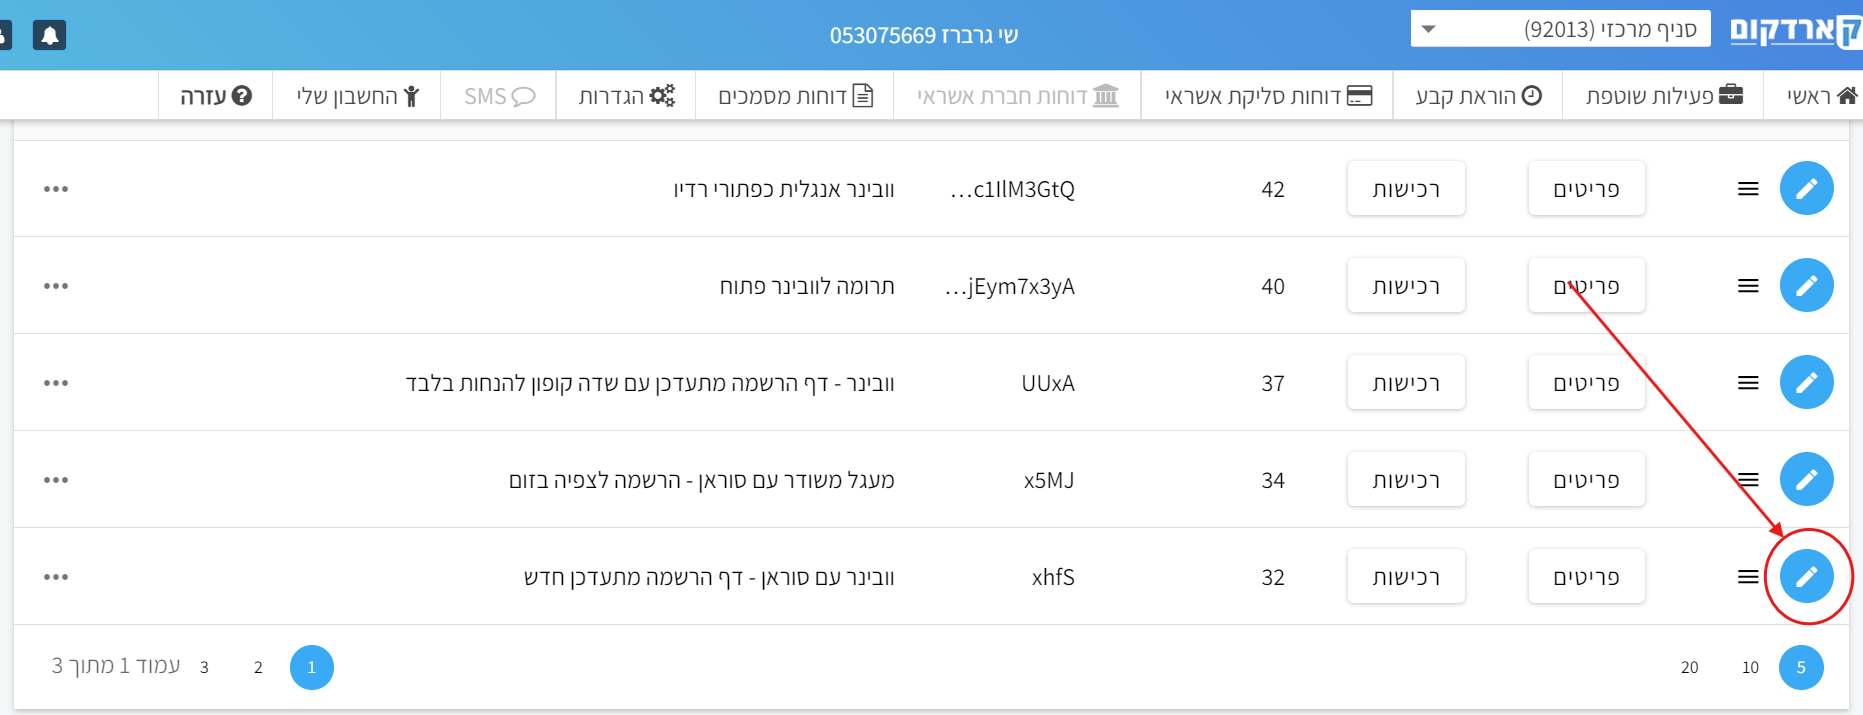 קארדקום
סניף מרכזי (92013)
שי גרברז 053075669
ראשי
פעילות שוטפת
הוראת קבע
דוחות סליקת אשראי
דוחות חברת אשראי
דוחות מסמכים
הגדרות
SMS
החשבון שלי
עזרה
פריטים רכישות 42 ...c1IlM3GtQ וובינר אנגלית כפתורי רדיו
פריטים רכישות 40 ...jEym7x3yA תרומה לוובינר פתוח
פריטים רכישות 37 UUxA וובינר - דף הרשמה מתעדכן עם שדה קופון להנחות בלבד
פריטים רכישות 34 x5MJ מעגל משודר עם סוראן - הרשמה לצפיה בזום
פריטים רכישות 32 xhfS וובינר עם סוראן - דף הרשמה מתעדכן חדש
5 10 20 1 2 3 עמוד 1 מתוך 3